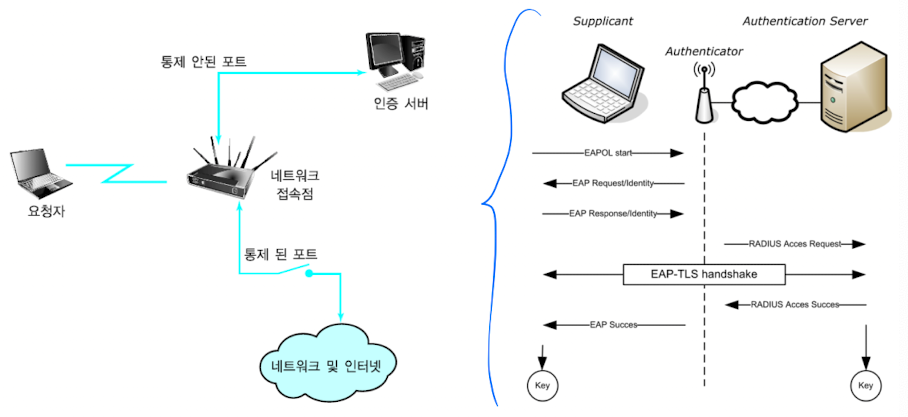 통제 안된 포트
인증 서버
네트워크
접속점
요청자
통제 된 포트
네트워크 및 인터넷
Supplicant
Authentication Server
Authenticator
EAPOL start
EAP Request/Identity
EAP Response/Identity
RADIUS Acces Request
EAP-TLS handshake
RADIUS Acces Succes
EAP Succes
Key
Key